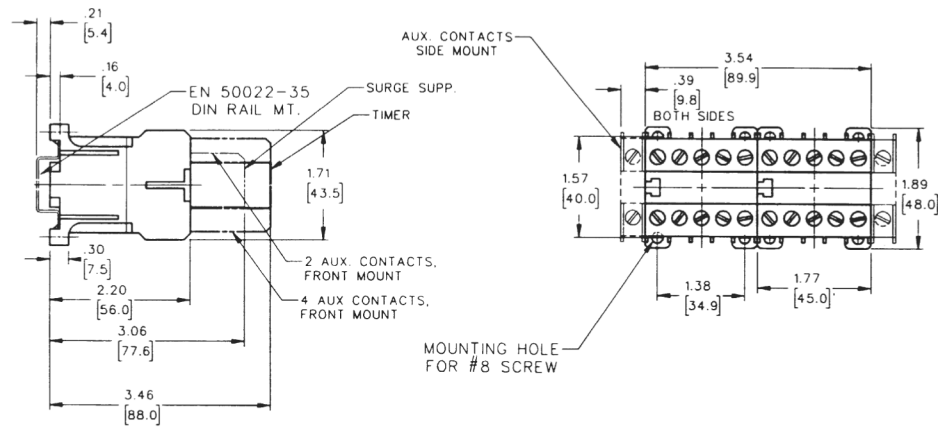 .21
[5.4]
.16
[4.0]
EN 50022-35
DIN RAIL MT.
SURGE SUPP.
TIMER
1.71
[43.5]
.30
[7.5]
2.20
[56.0]
2 AUX. CONTACTS,
FRONT MOUNT
4 AUX CONTACTS,
FRONT MOUNT
3.06
[77.6]
3.46
[88.0]
AUX. CONTACTS
SIDE MOUNT
3.54
[89.9]
.39
[9.8]
BOTH SIDES
1.57
[40.0]
1.89
[48.0]
1.38
[34.9]
1.77
[45.0]
MOUNTING HOLE
FOR #8 SCREW